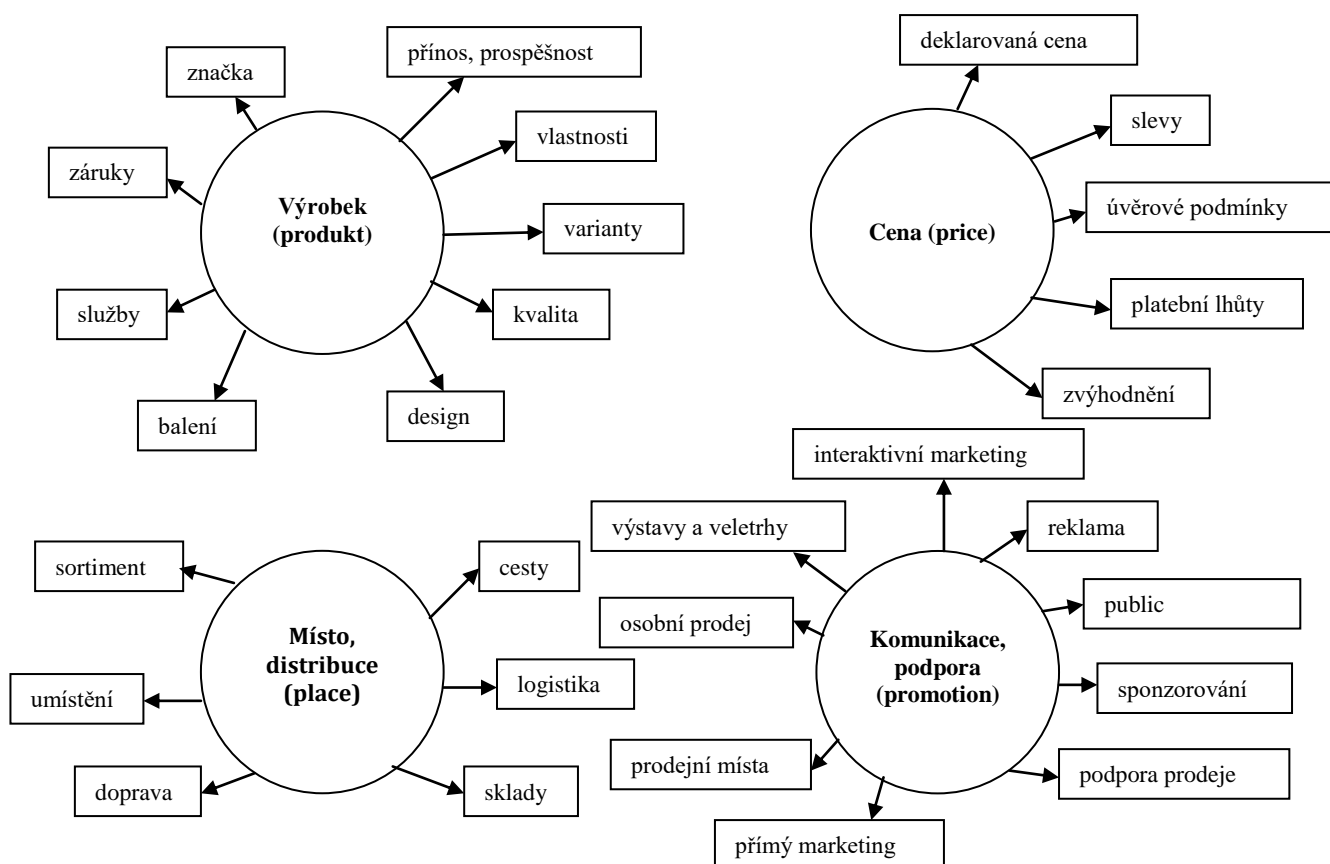 značka
přínos, prospěšnost
vlastnosti
záruky
Výrobek
(produkt)
varianty
služby
kvalita
balení
design
deklarovaná cena
slevy
Cena (price)
úvěrové podmínky
platební lhůty
zvýhodnění
sortiment
cesty
Místo,
distribuce
(place)
umístění
logistika
doprava
sklady
interaktivní marketing
výstavy a veletrhy
reklama
osobní prodej
public
Komunikace,
podpora
(promotion)
sponzorování
prodejní místa
podpora prodeje
přímý marketing